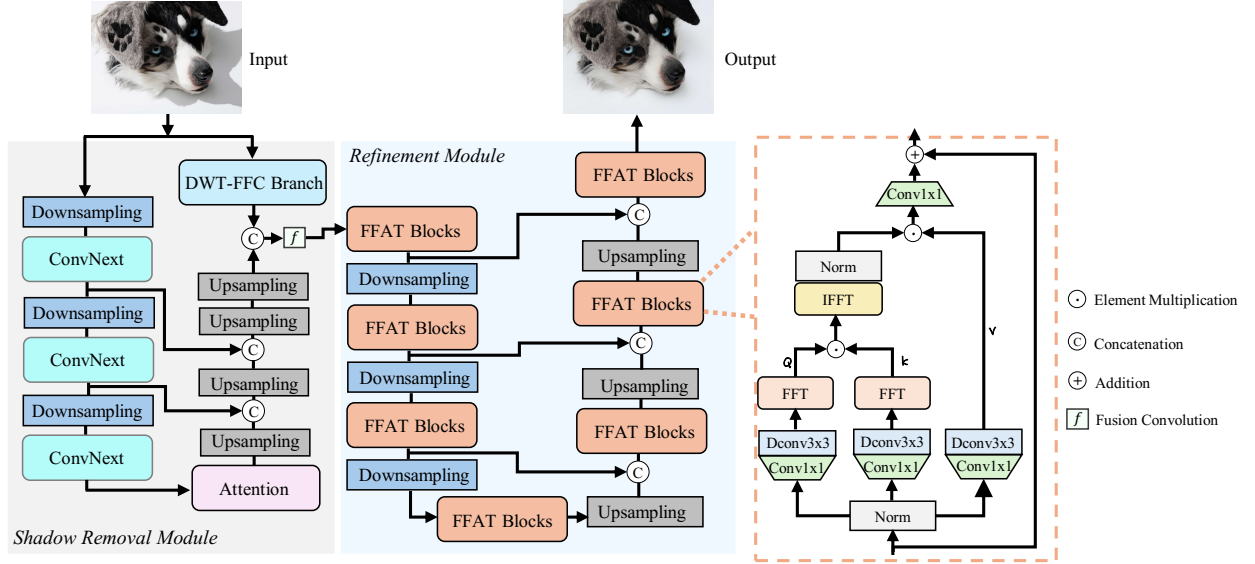 Input
Output
DWT-FFC Branch
Downsampling
ConvNext
Downsampling
ConvNext
Downsampling
ConvNext
C
f
Upsampling
Upsampling
C
Upsampling
C
Upsampling
Attention
Shadow Removal Module
Refinement Module
FFAT Blocks
Downsampling
FFAT Blocks
Downsampling
FFAT Blocks
Downsampling
FFAT Blocks
FFAT Blocks
C
Upsampling
FFAT Blocks
C
Upsampling
FFAT Blocks
C
Upsampling
Conv1x1
Norm
IFFT
Q
k
v
FFT
FFT
Dconv3x3
Dconv3x3
Dconv3x3
Conv1x1
Conv1x1
Conv1x1
Norm
Element Multiplication
C Concatenation
Addition
f Fusion Convolution